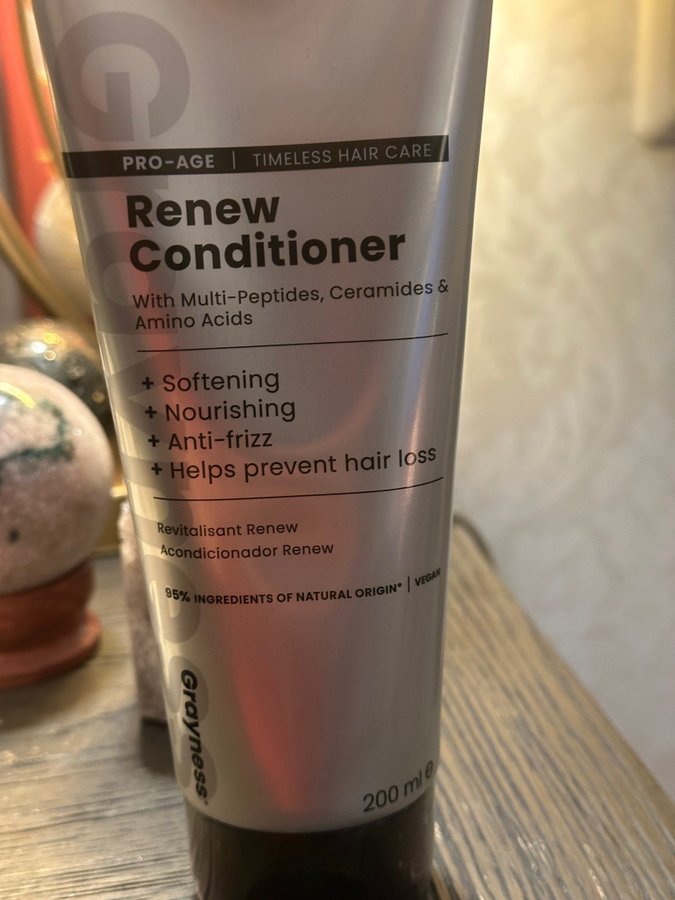 Grayness
PRO-AGE | TIMELESS HAIR CARE
Renew
Conditioner
With Multi-Peptides, Ceramides &
Amino Acids
+ Softening
+ Nourishing
+ Anti-frizz
+ Helps prevent hair loss
Revitalisant Renew
Acondicionador Renew
95% INGREDIENTS OF NATURAL ORIGIN* | VEGAN
Grayness
200 ml ℮